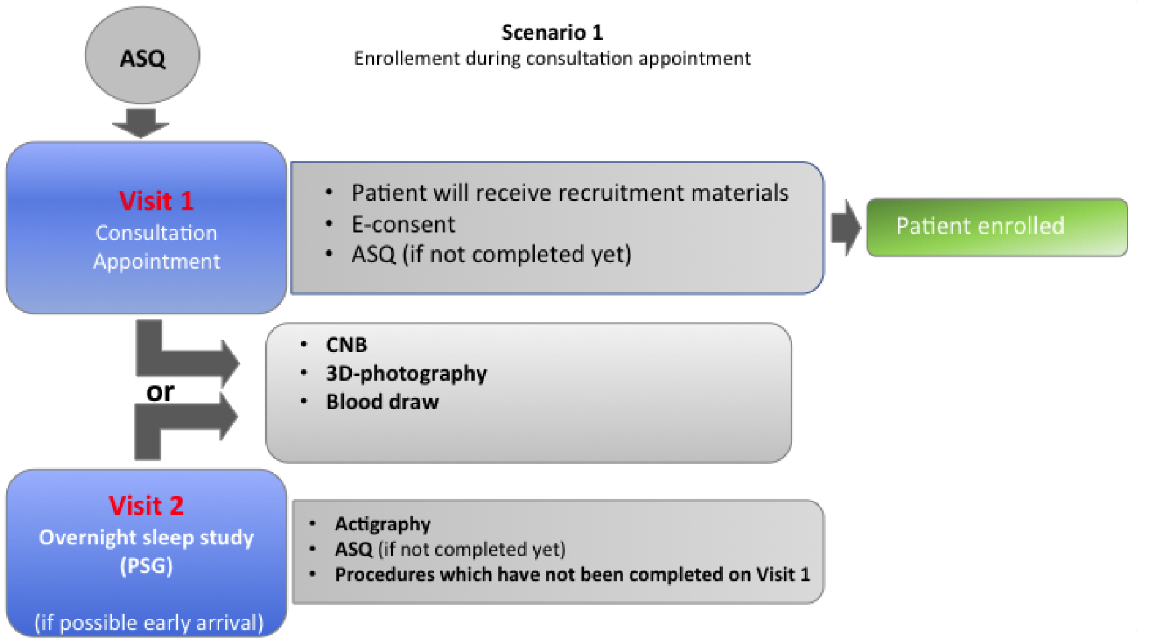 ASQ
Scenario 1
Enrollement during consultation appointment
Visit 1
Consultation
Appointment
• Patient will receive recruitment materials
• E-consent
• ASQ (if not completed yet)
Patient enrolled
or
• CNB
• 3D-photography
• Blood draw
Visit 2
Overnight sleep study
(PSG)
(if possible early arrival)
• Actigraphy
• ASQ (if not completed yet)
• Procedures which have not been completed on Visit 1